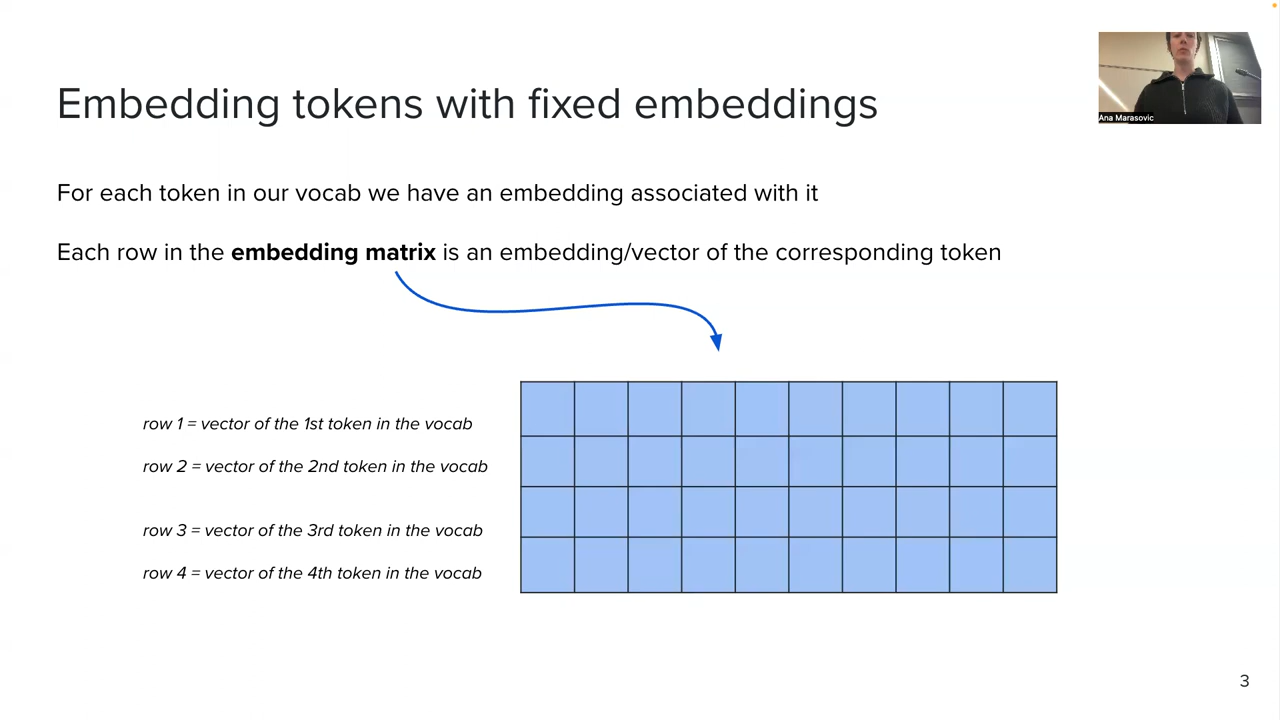 Embedding tokens with fixed embeddings
Ana Marasovic
For each token in our vocab we have an embedding associated with it
Each row in the embedding matrix is an embedding/vector of the corresponding token
row 1 = vector of the 1st token in the vocab
row 2 = vector of the 2nd token in the vocab
row 3 = vector of the 3rd token in the vocab
row 4 = vector of the 4th token in the vocab
3